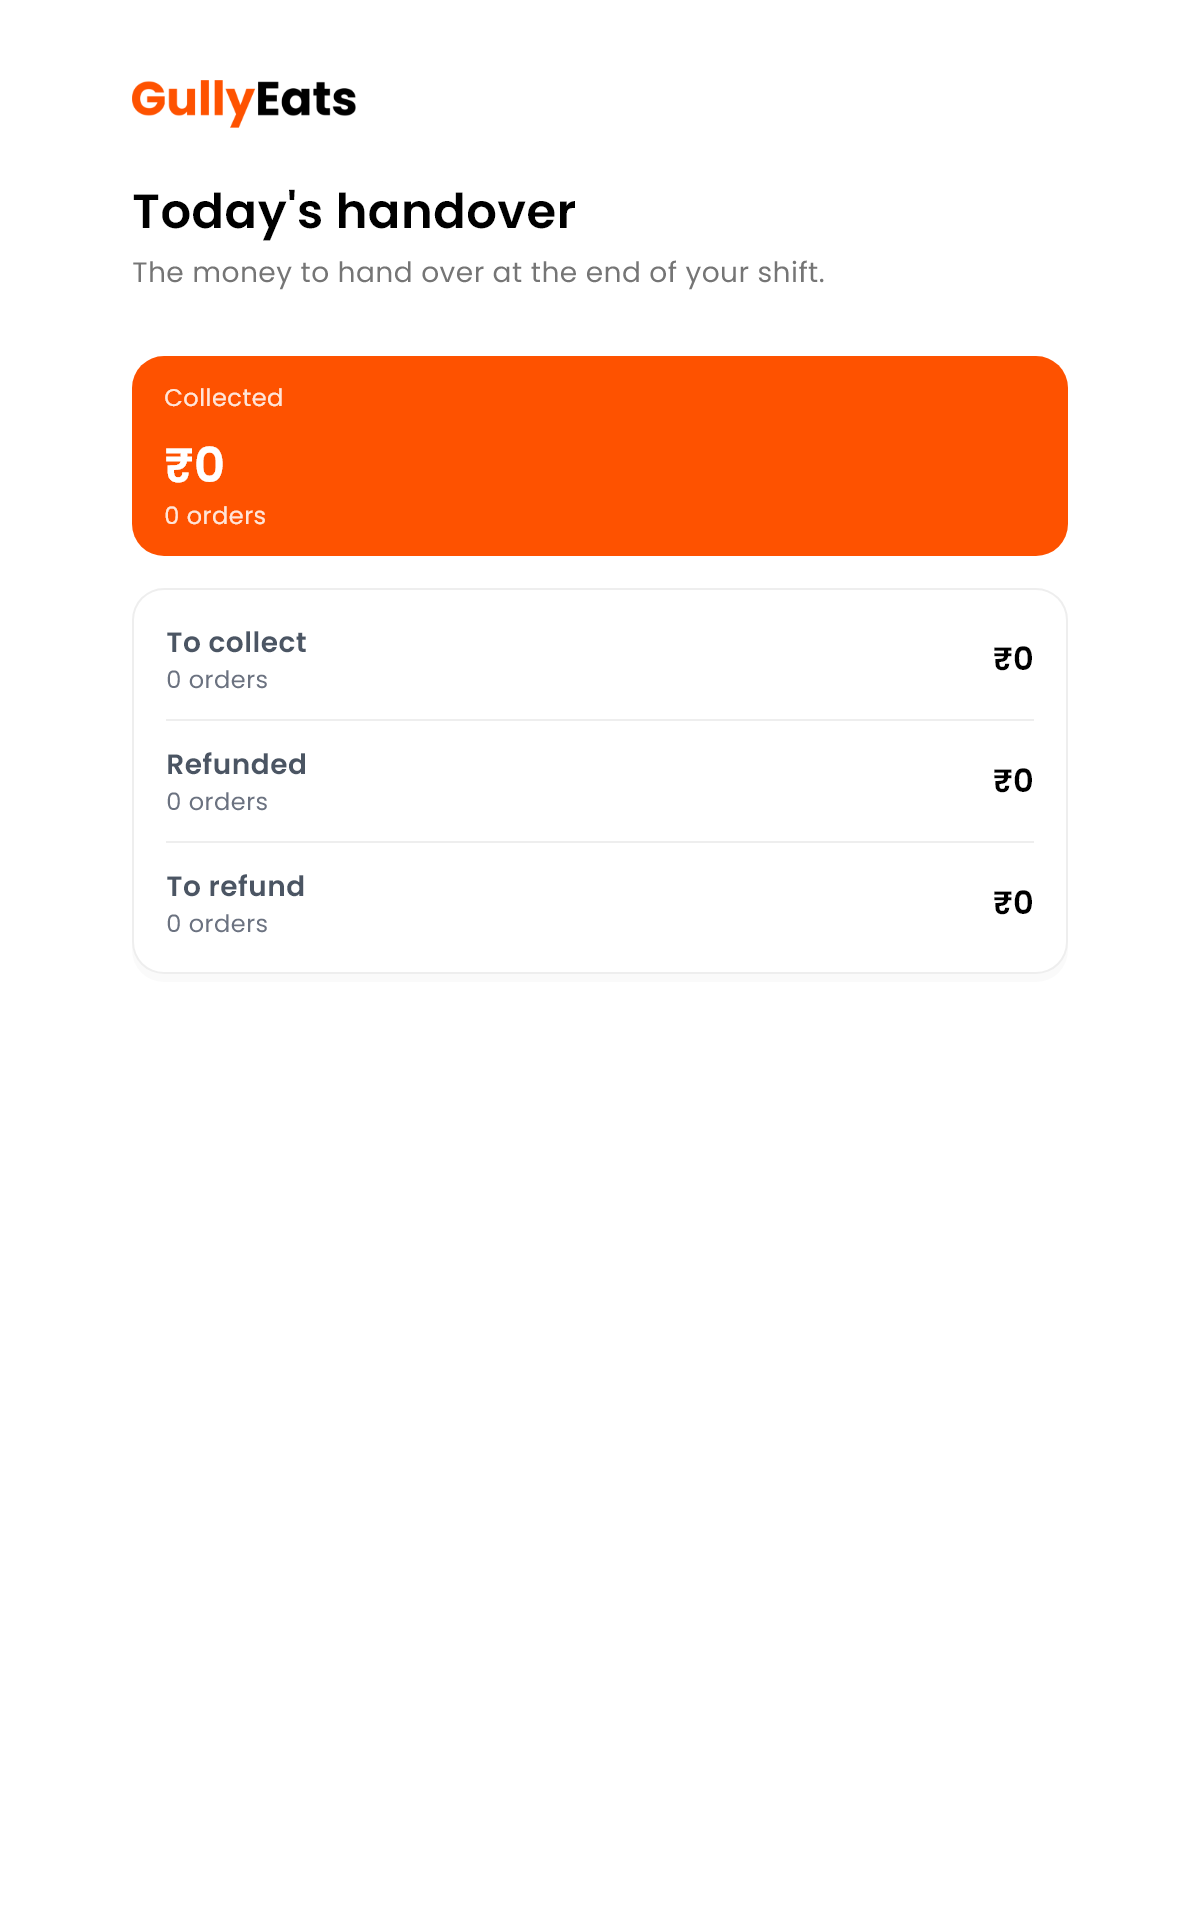 GullyEats
Today's handover
The money to hand over at the end of your shift.
Collected
₹0
0 orders
To collect
0 orders
₹0
Refunded
0 orders
₹0
To refund
0 orders
₹0